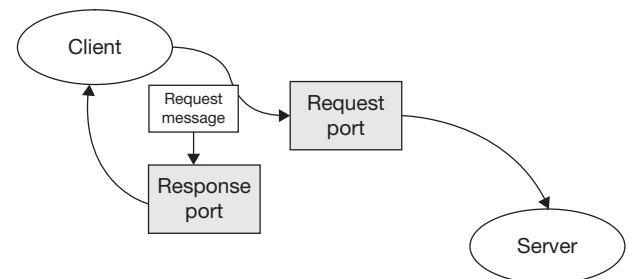 Client
Request
message
Request
port
Response
port
Server